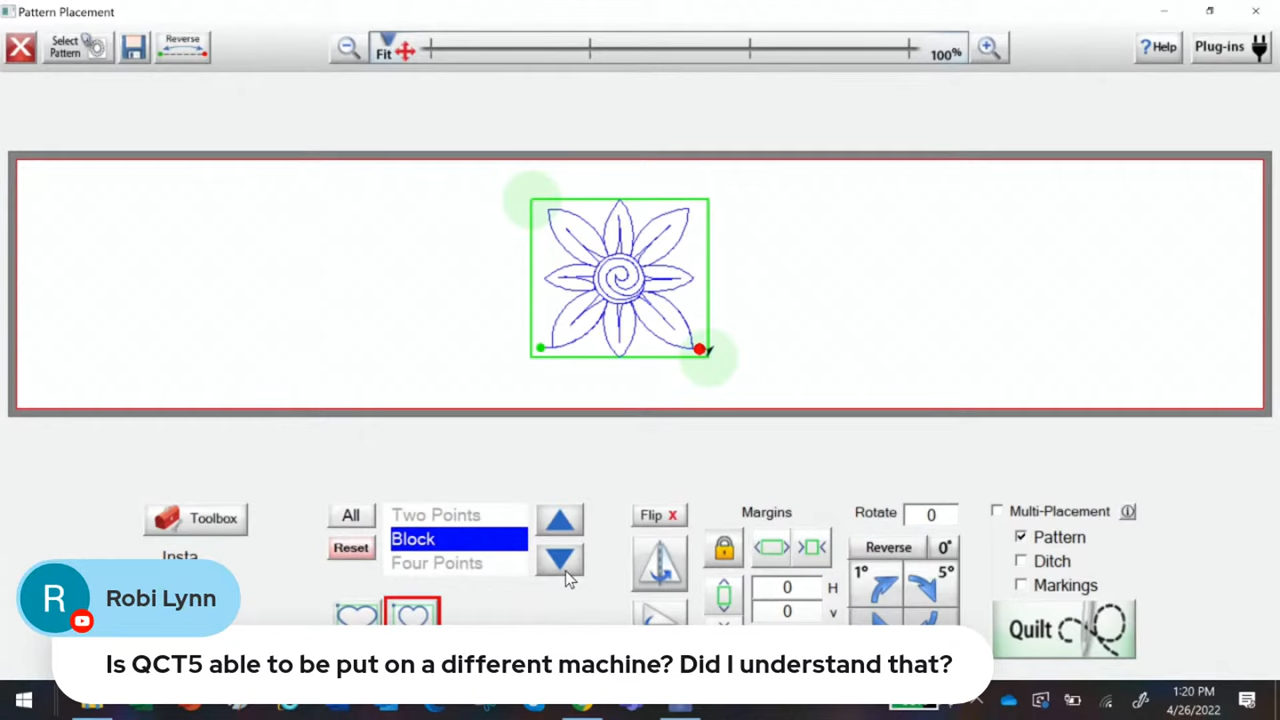 Pattern Placement
Select
Pattern
Reverse
Fit
100%
?Help
Plug-ins
Toolbox
Insta
All
Reset
Two Points
Block
Four Points
Flip X
Margins
0 H
0 v
Rotate 0
Reverse 0°
1° 5°
Multi-Placement
Pattern
Ditch
Markings
Quilt
R
Robi Lynn
Is QCT5 able to be put on a different machine? Did I understand that?
1:20 PM
4/26/2022